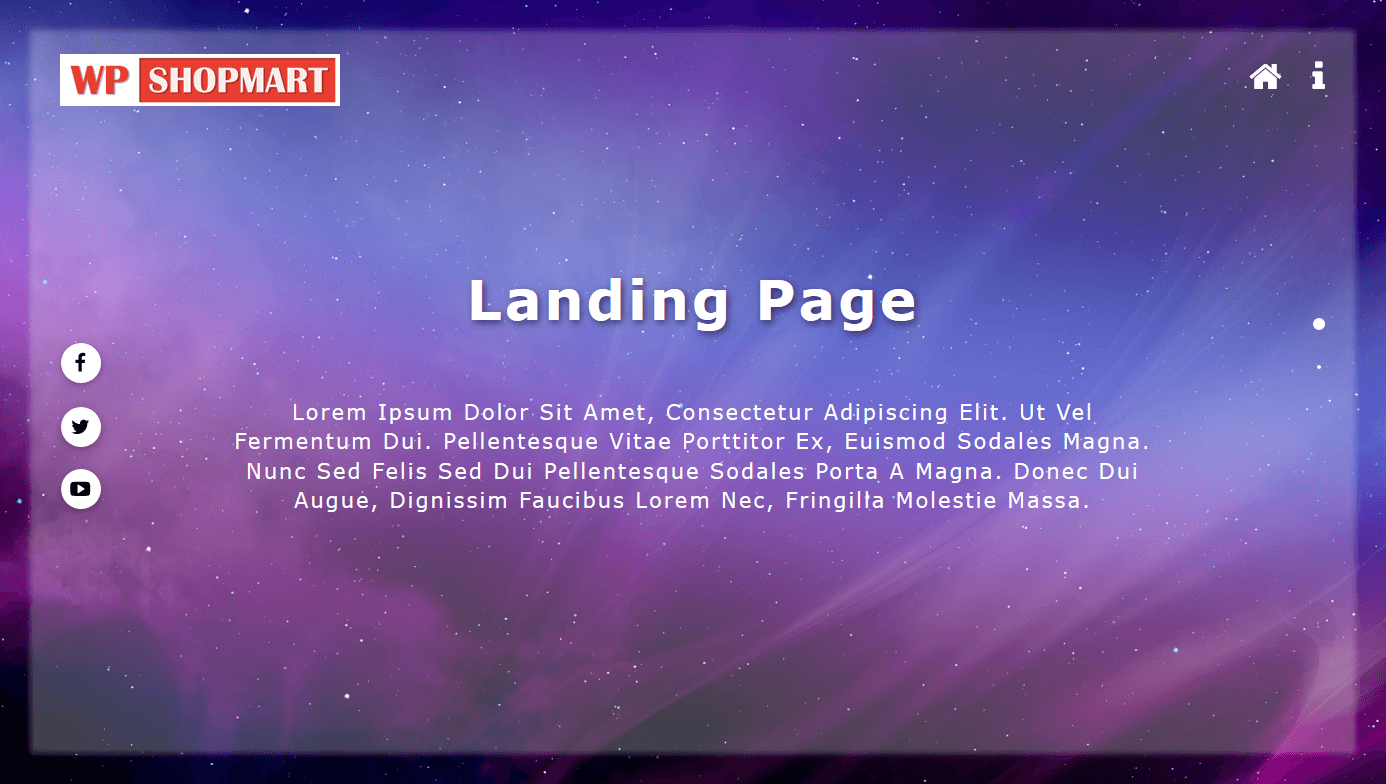 WP SHOPMART
Landing Page
Lorem Ipsum Dolor Sit Amet, Consectetur Adipiscing Elit. Ut Vel
Fermentum Dui. Pellentesque Vitae Porttitor Ex, Euismod Sodales Magna.
Nunc Sed Felis Sed Dui Pellentesque Sodales Porta A Magna. Donec Dui
Augue, Dignissim Faucibus Lorem Nec, Fringilla Molestie Massa.